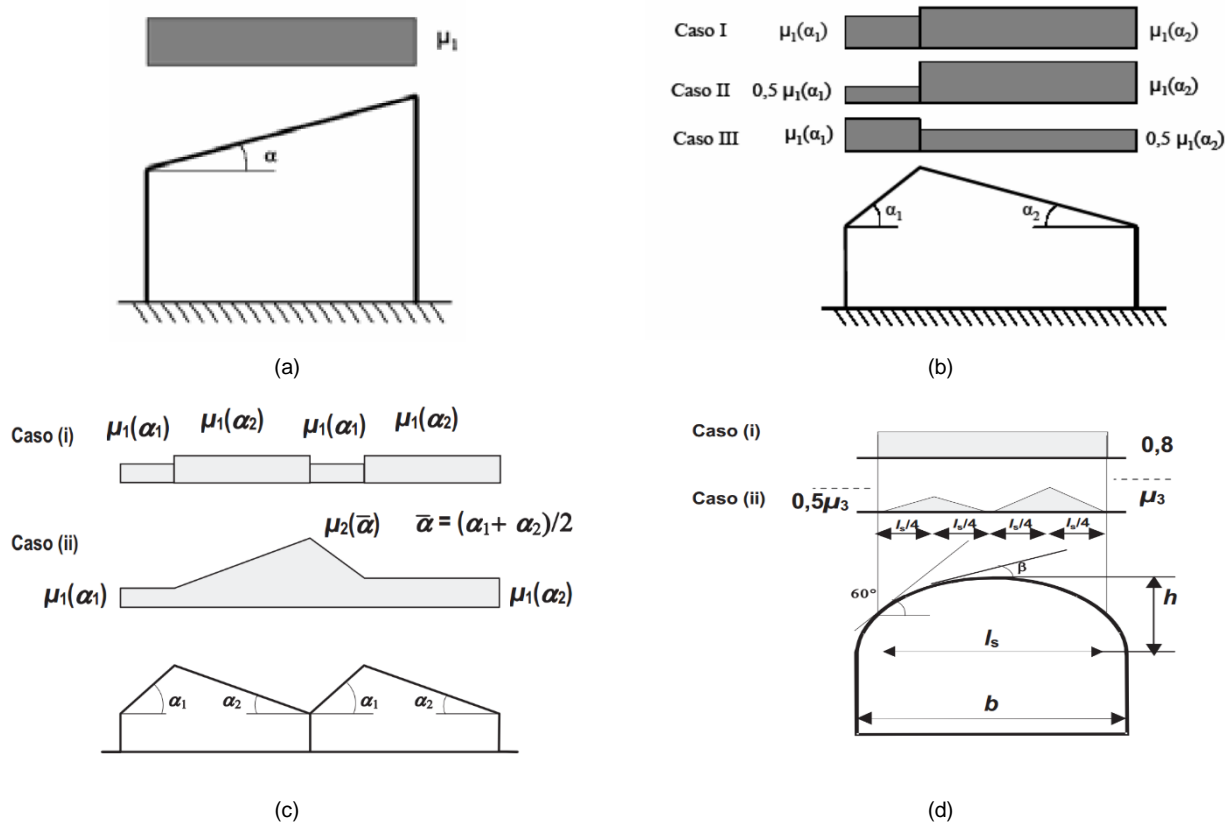 μ₁
α
(a)
Caso I μ₁(α₁) μ₁(α₂)
Caso II 0,5 μ₁(α₁) μ₁(α₂)
Caso III μ₁(α₁) 0,5 μ₁(α₂)
α₁ α₂
(b)
Caso (i) μ₁(α₁) μ₁(α₂) μ₁(α₁) μ₁(α₂)
Caso (ii) μ₂(ᾱ) ᾱ = (α₁+ α₂)/2
μ₁(α₁) μ₁(α₂)
α₁ α₂ α₁ α₂
(c)
Caso (i) 0,8
Caso (ii) 0,5μ₃ μ₃
lₛ/4 lₛ/4 lₛ/4 lₛ/4
β
60° h
lₛ
b
(d)